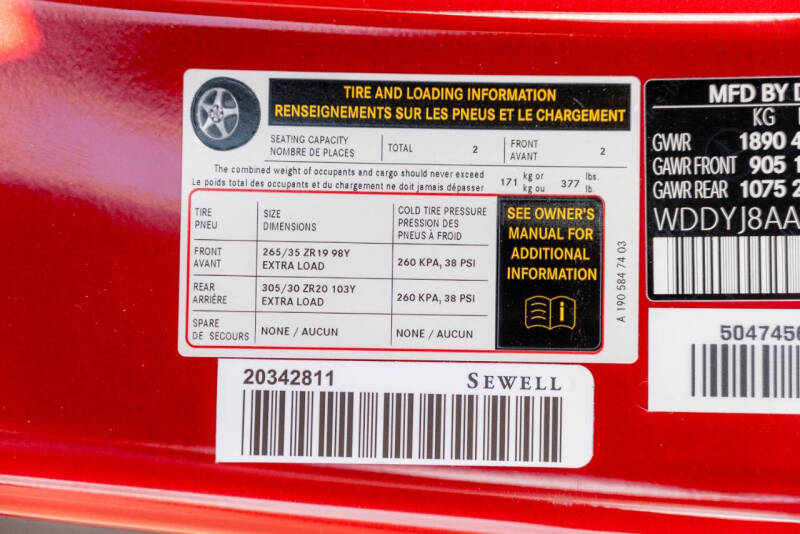 TIRE AND LOADING INFORMATION
RENSEIGNEMENTS SUR LES PNEUS ET LE CHARGEMENT
SEATING CAPACITY
NOMBRE DE PLACES
TOTAL 2
FRONT
AVANT
2
The combined weight of occupants and cargo should never exceed
Le poids total des occupants et du chargement ne doit jamais dépasser
171 kg or
kg ou
377 lbs.
lb.
TIRE
PNEU
SIZE
DIMENSIONS
COLD TIRE PRESSURE
PRESSION DES
PNEUS À FROID
FRONT
AVANT
265/35 ZR19 98Y
EXTRA LOAD
260 KPA, 38 PSI
REAR
ARRIÈRE
305/30 ZR20 103Y
EXTRA LOAD
260 KPA, 38 PSI
SPARE
DE SECOURS
NONE / AUCUN
NONE / AUCUN
SEE OWNER'S
MANUAL FOR
ADDITIONAL
INFORMATION
i
A 190 584 74 03
20342811
SEWELL
MFD BY D
KG
GVWR 1890 4
GAWR FRONT 905 1
GAWR REAR 1075 2
WDDYJ8AA
5047456